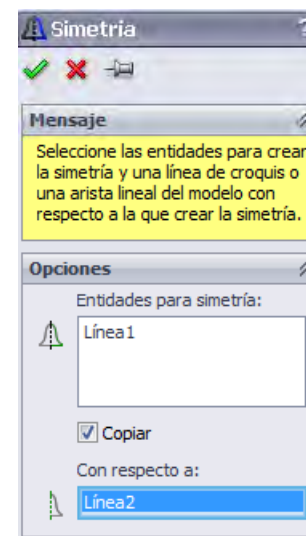 Simetría
Mensaje
Seleccione las entidades para crear
la simetría y una línea de croquis o
una arista lineal del modelo con
respecto a la que crear la simetría.
Opciones
Entidades para simetría:
Línea1
Copiar
Con respecto a:
Línea2